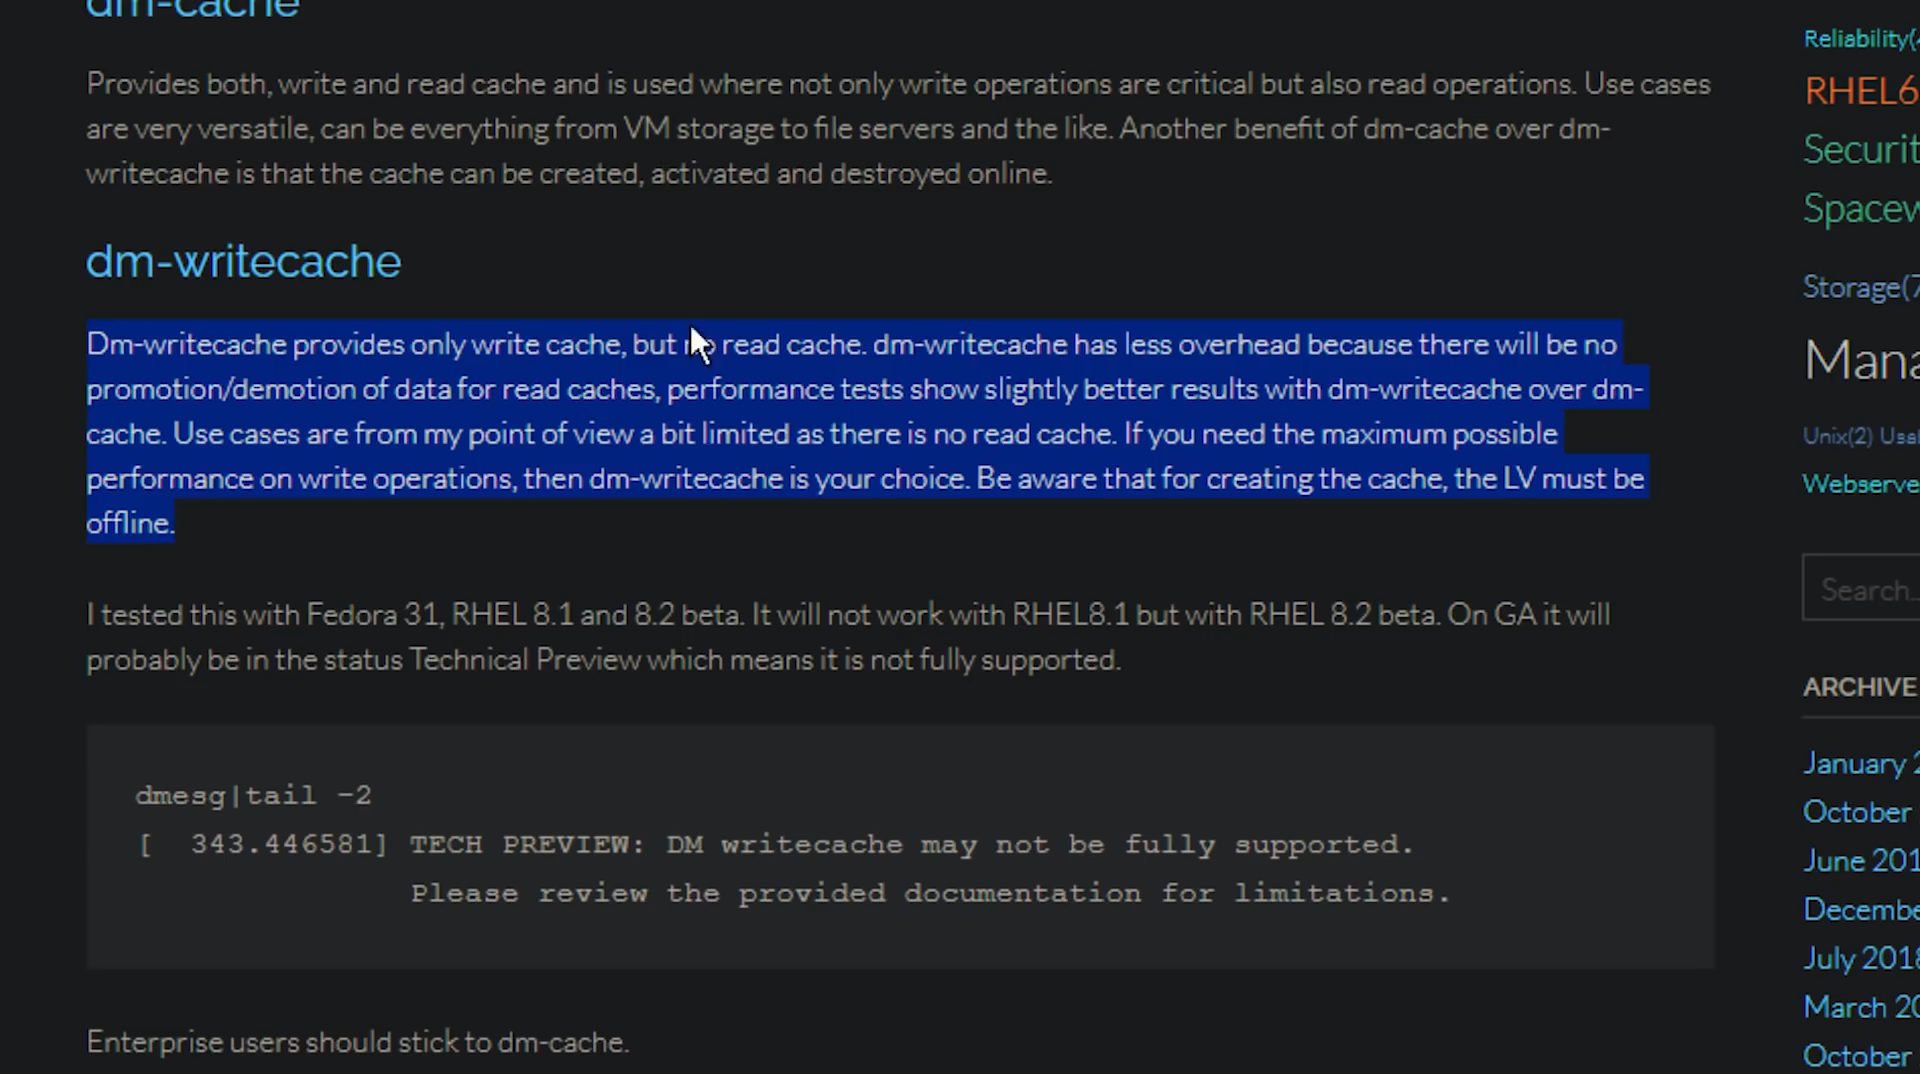 dm-cache
Provides both, write and read cache and is used where not only write operations are critical but also read operations. Use cases
are very versatile, can be everything from VM storage to file servers and the like. Another benefit of dm-cache over dm-
writecache is that the cache can be created, activated and destroyed online.
dm-writecache
Dm-writecache provides only write cache, but no read cache. dm-writecache has less overhead because there will be no
promotion/demotion of data for read caches, performance tests show slightly better results with dm-writecache over dm-
cache. Use cases are from my point of view a bit limited as there is no read cache. If you need the maximum possible
performance on write operations, then dm-writecache is your choice. Be aware that for creating the cache, the LV must be
offline.
I tested this with Fedora 31, RHEL 8.1 and 8.2 beta. It will not work with RHEL8.1 but with RHEL 8.2 beta. On GA it will
probably be in the status Technical Preview which means it is not fully supported.
dmesg|tail -2
[  343.446581] TECH PREVIEW: DM writecache may not be fully supported.
Please review the provided documentation for limitations.
Enterprise users should stick to dm-cache.
Reliability(
RHEL6
Securit
Spacew
Storage(7
Mana
Unix(2) Usa
Webserve
Search...
ARCHIVE
January 2
October
June 201
Decembe
July 2018
March 20
October